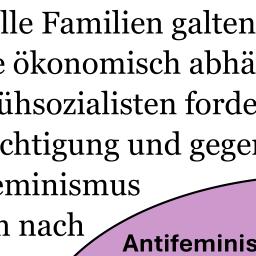 lle Familien galten
e ökonomisch abhä
ühsozialisten forde
chtigung und gegen
eminismus
n nach
Antifeminis